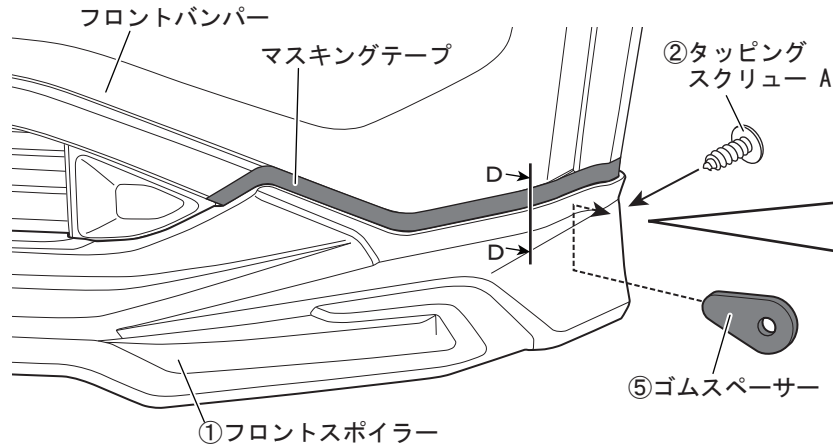 フロントバンパー
マスキングテープ
②タッピング
スクリュー A
D
D
⑤ゴムスペーサー
①フロントスポイラー